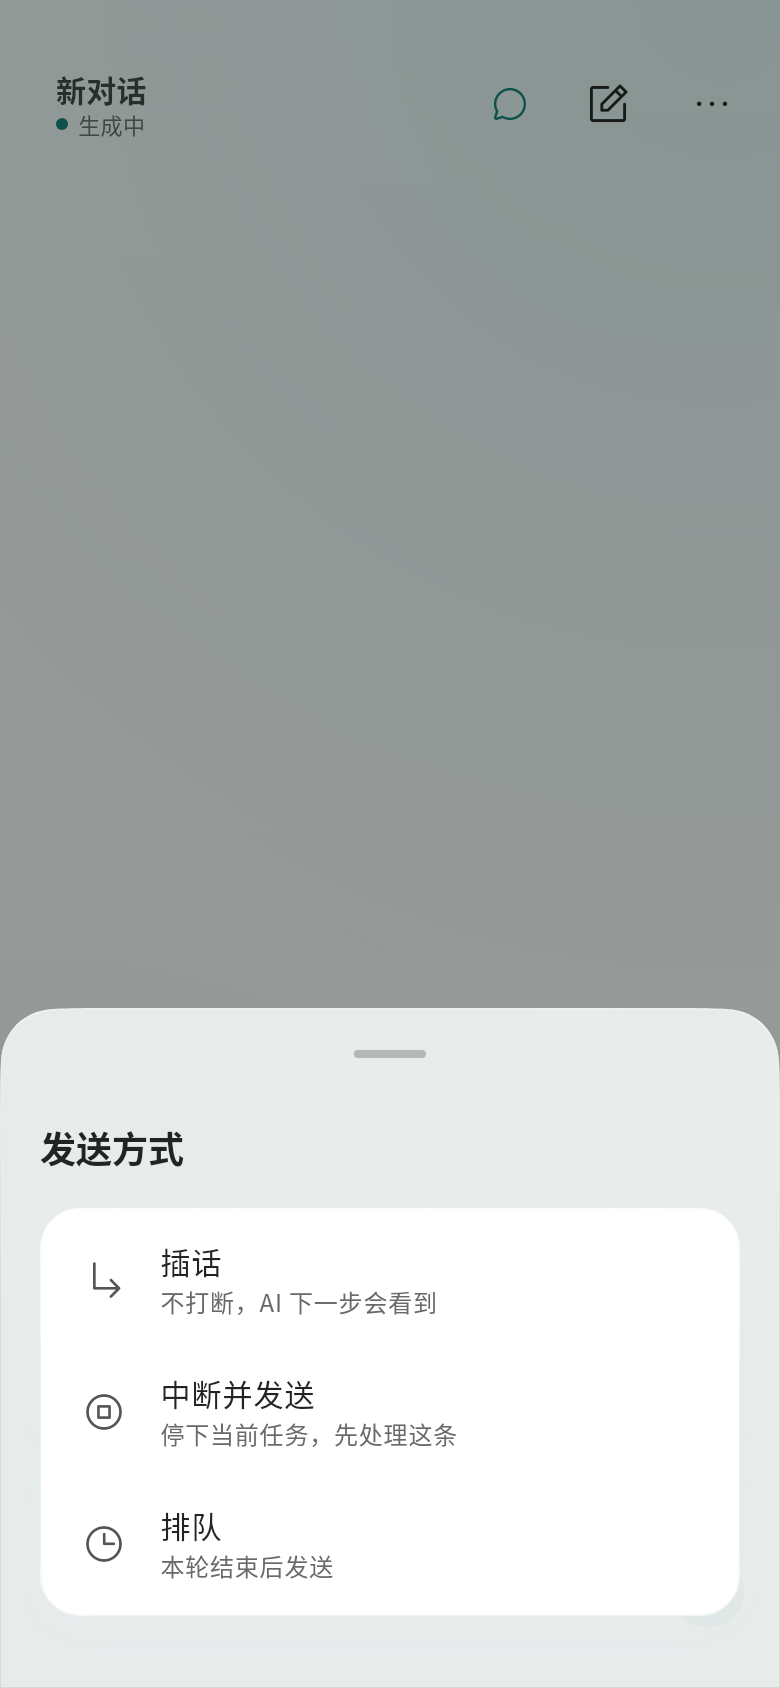 新对话
生成中
发送方式
插话
不打断，AI 下一步会看到
中断并发送
停下当前任务，先处理这条
排队
本轮结束后发送